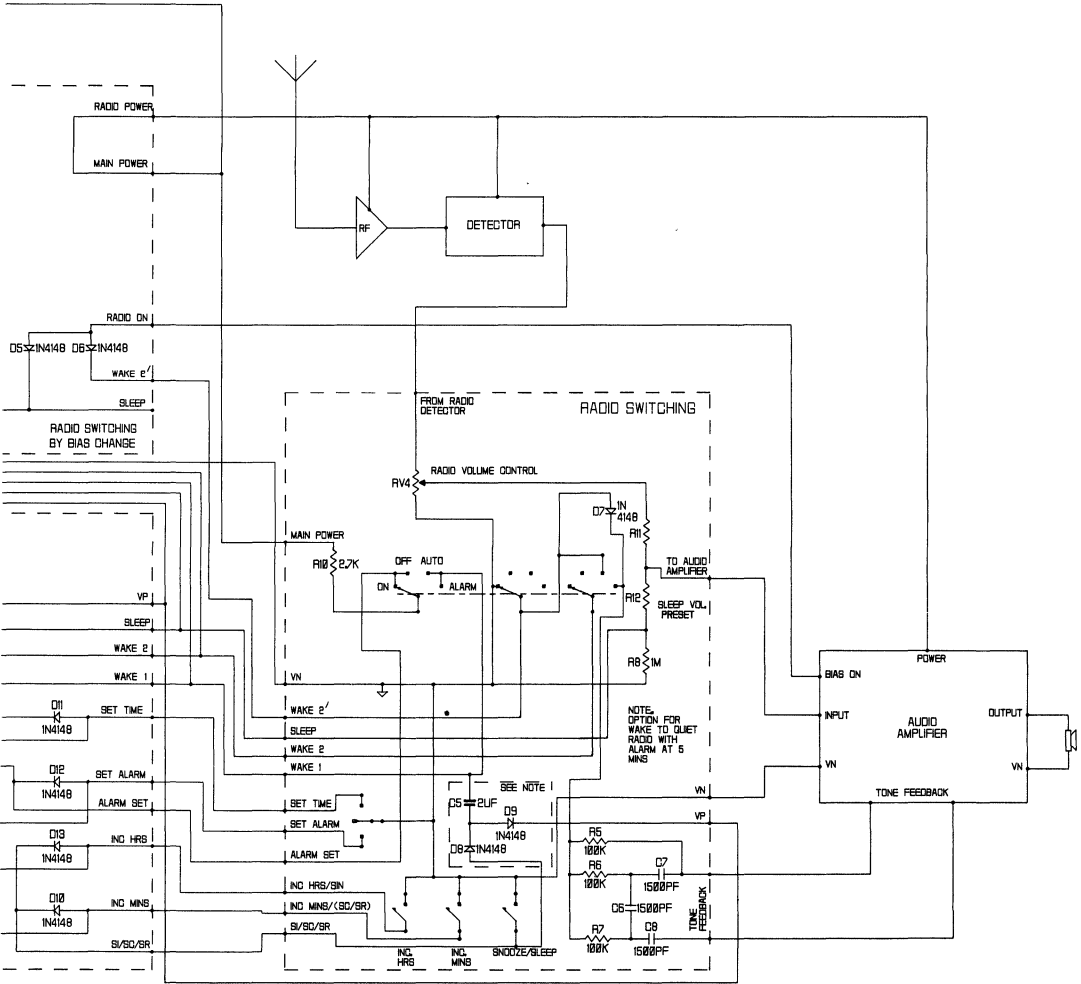 RADIO POWER
MAIN POWER
RF
DETECTOR
RADIO ON
D5 1N4148 D6 1N4148
WAKE 2'
SLEEP
RADIO SWITCHING
BY BIAS CHANGE
FROM RADIO
DETECTOR
RADIO SWITCHING
RADIO VOLUME CONTROL
RV4
D7 1N
4148
R11
MAIN POWER
R10 2.7K
OFF AUTO
ON ALARM
TO AUDIO
AMPLIFIER
R12
SLEEP VOL.
PRESET
R8 1M
VP
SLEEP
WAKE 2
WAKE 1
D11
1N4148
SET TIME
D12
1N4148
SET ALARM
ALARM SET
D13
1N4148
INC HRS
D10
1N4148
INC MINS
SI/SC/SR
VN
WAKE 2'
SLEEP
WAKE 2
WAKE 1
SET TIME
SET ALARM
ALARM SET
INC HRS/SIN
INC MINS/(SC/SR)
SI/SC/SR
NOTE.
OPTION FOR
WAKE TO QUIET
RADIO WITH
ALARM AT 5
MINS
SEE NOTE
C5 2UF
D9
1N4148
D8 1N4148
VN
VP
R5
100K
R6
100K
C7
1500PF
C6 1500PF
R7
100K
C8
1500PF
TONE
FEEDBACK
INC.
HRS
INC.
MINS
SNOOZE/SLEEP
POWER
BIAS ON
INPUT
AUDIO
AMPLIFIER
OUTPUT
VN
VN
TONE FEEDBACK